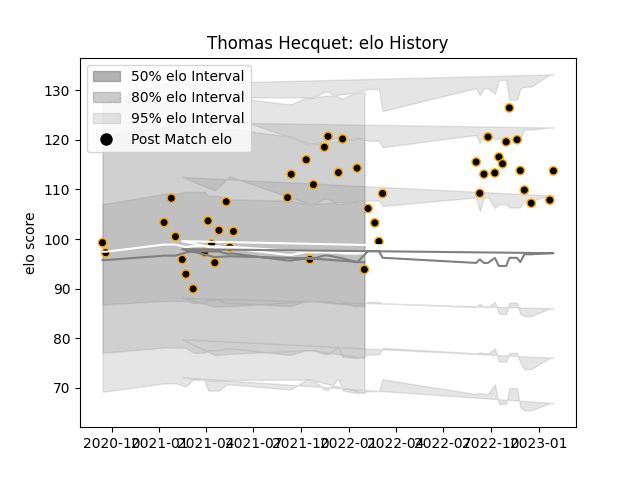 Thomas Hecquet: elo History
50% elo Interval
80% elo Interval
95% elo Interval
Post Match elo
elo score
130
120
110
100
90
80
70
2020-10
2021-01
2021-04
2021-07
2021-10
2022-01
2022-04
2022-07
2022-10
2023-01